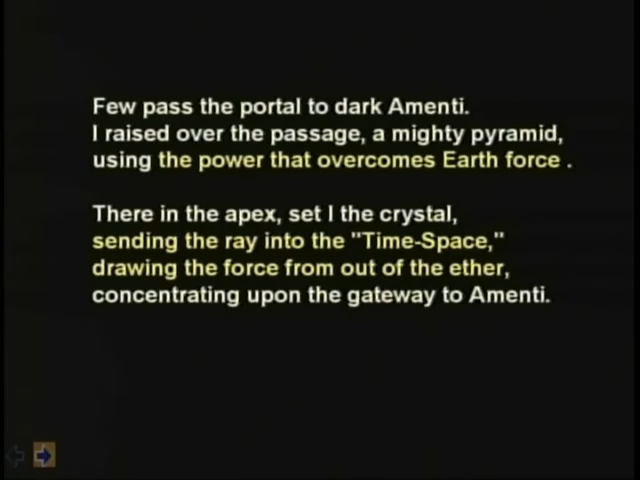 Few pass the portal to dark Amenti.
I raised over the passage, a mighty pyramid,
using the power that overcomes Earth force .
There in the apex, set I the crystal,
sending the ray into the "Time-Space,"
drawing the force from out of the ether,
concentrating upon the gateway to Amenti.